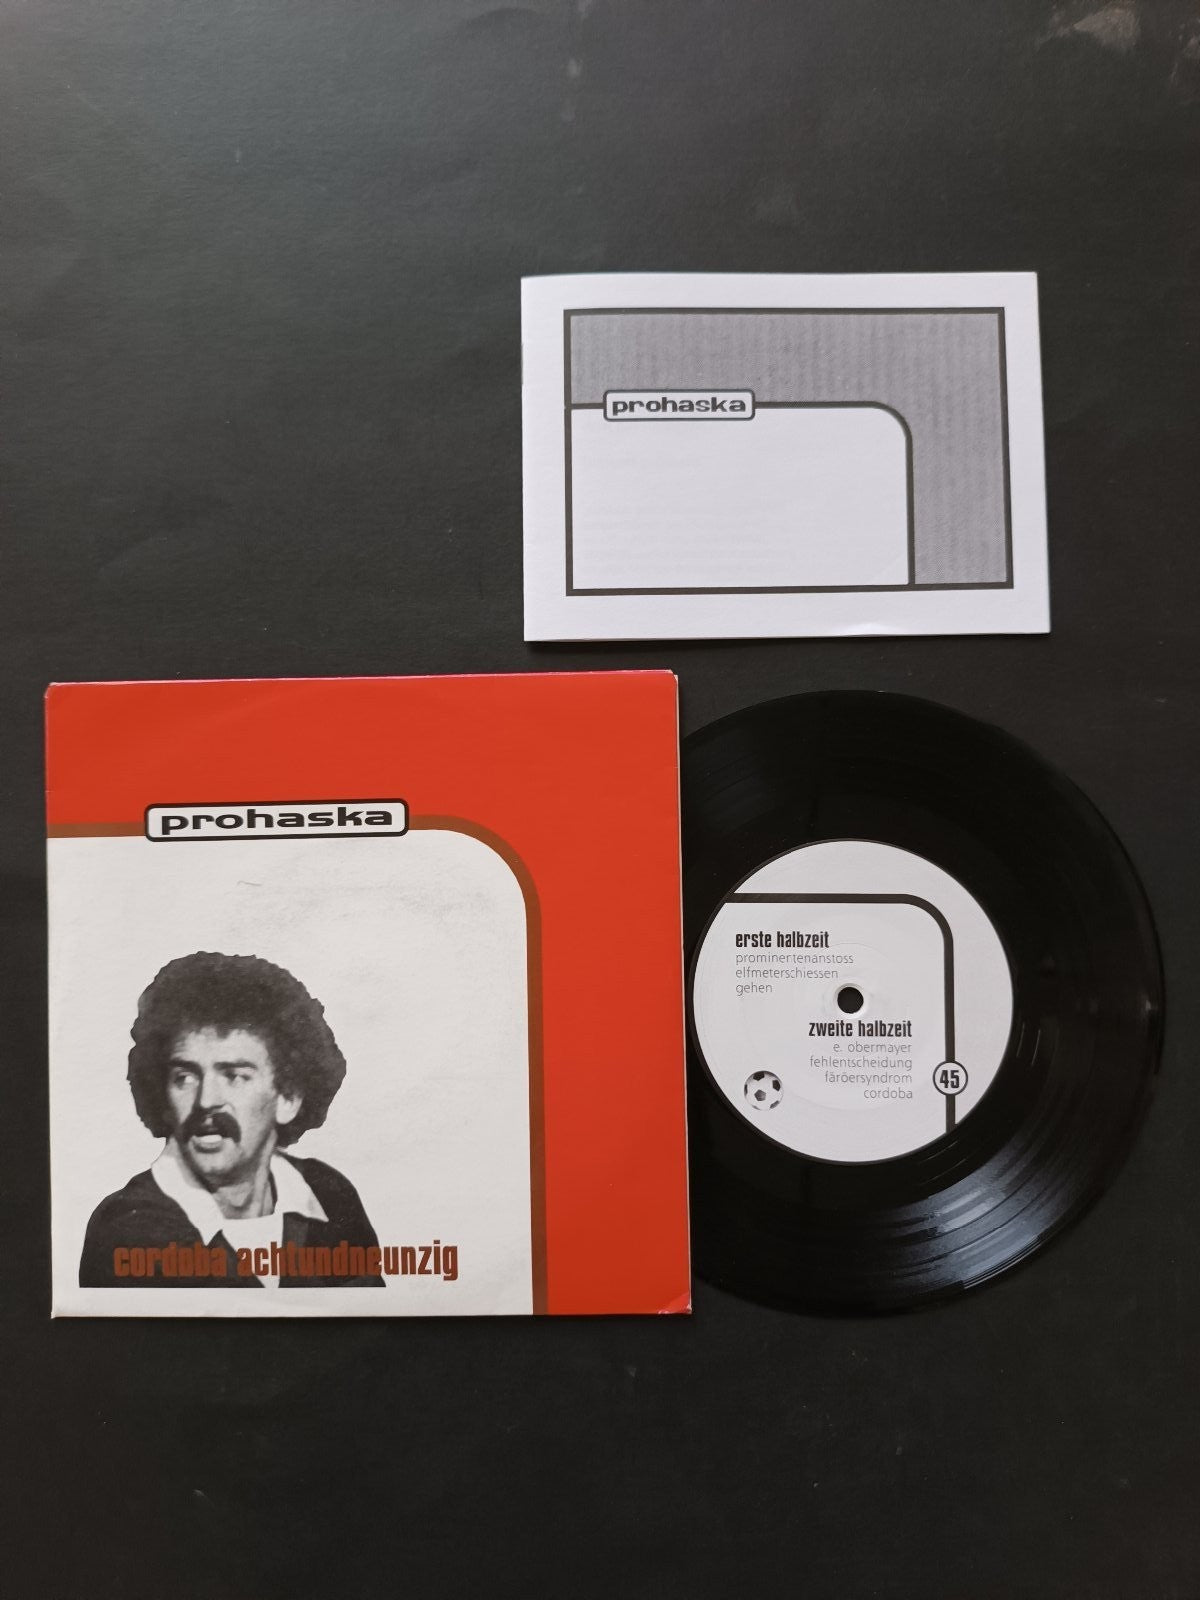 prohaska
prohaska
cordoba achtundneunzig
erste halbzeit
prominentenanstoss
elfmeterschiessen
gehen
zweite halbzeit
e. obermayer
fehlentscheidung
färöersyndrom
cordoba
45